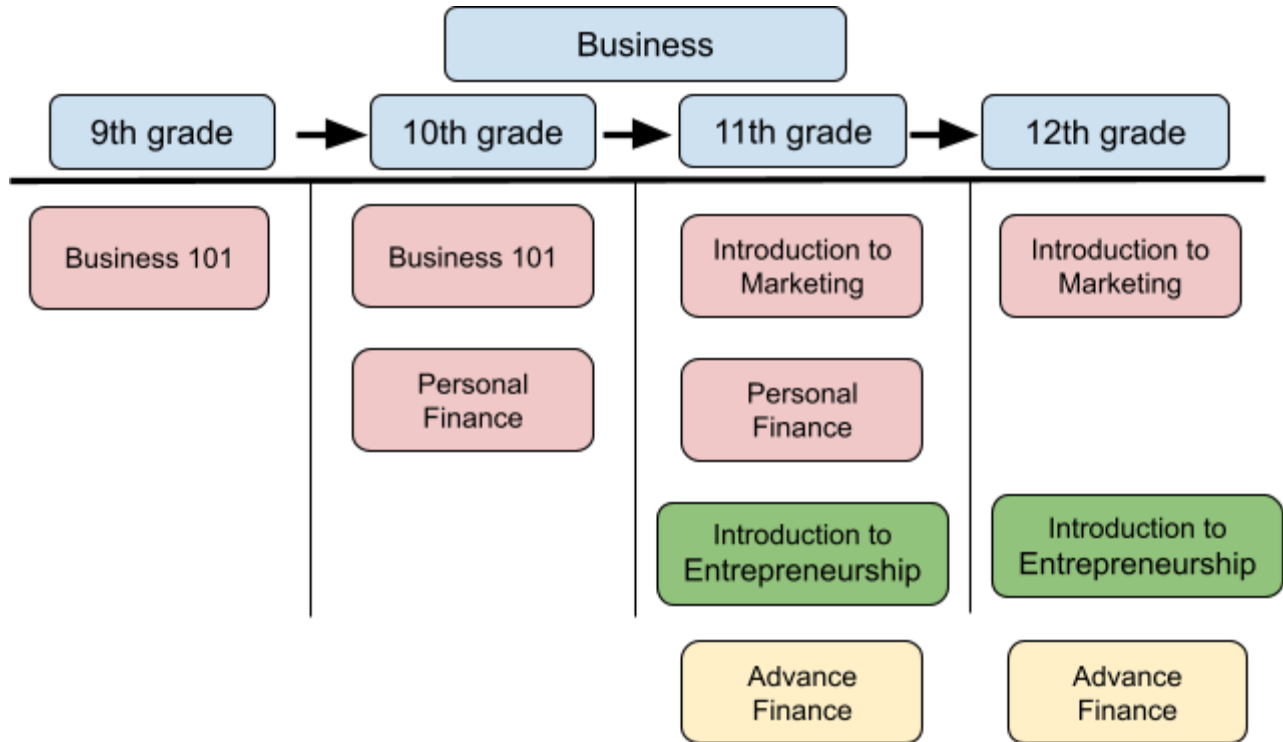 Business
9th grade
10th grade
11th grade
12th grade
Business 101
Business 101
Introduction to
Marketing
Introduction to
Marketing
Personal
Finance
Personal
Finance
Introduction to
Entrepreneurship
Introduction to
Entrepreneurship
Advance
Finance
Advance
Finance